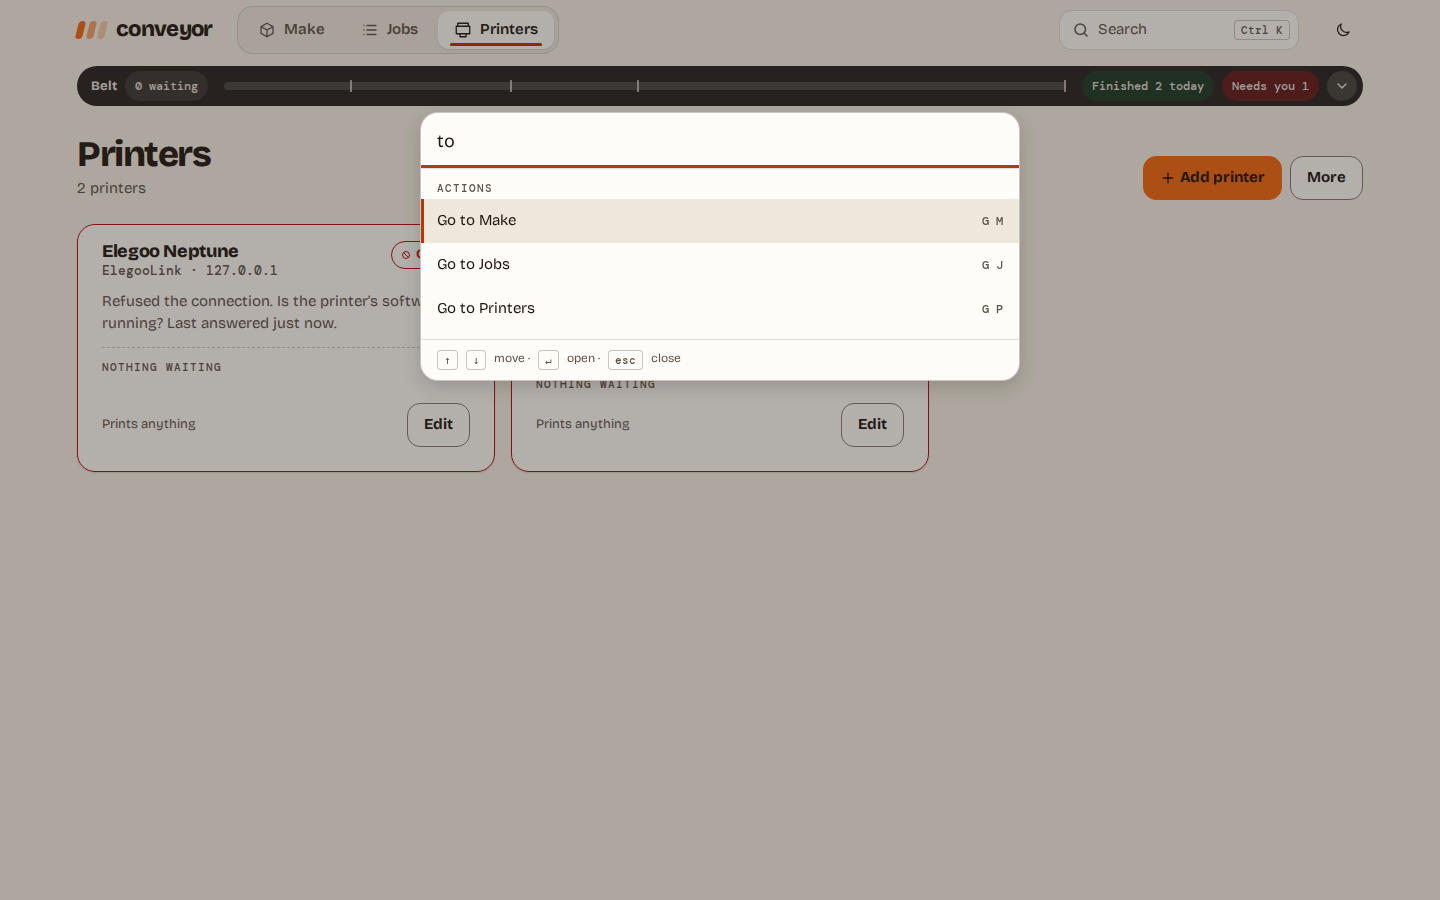 conveyor
Make
Jobs
Printers
Search
Ctrl K
Belt
0 waiting
Finished 2 today
Needs you 1
Printers
2 printers
Add printer
More
to
ACTIONS
Go to Make
G M
Go to Jobs
G J
Go to Printers
G P
↑ ↓ move · ↵ open · esc close
Elegoo Neptune
ElegooLink · 127.0.0.1
Refused the connection. Is the printer's
running? Last answered just now.
NOTHING WAITING
Prints anything
Edit
NOTHING WAITING
Prints anything
Edit